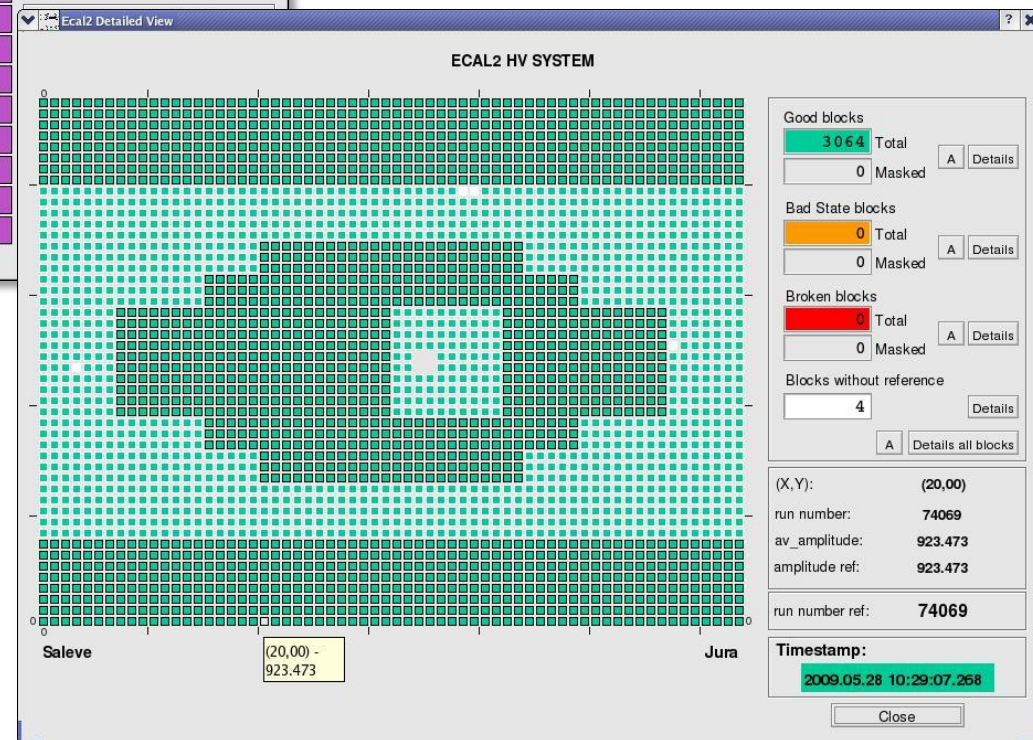 Ecal2 Detailed View
?
ECAL2 HV SYSTEM
0
0
0
0
Saleve
Jura
(20,00) -
923.473
Good blocks
3064 Total
0 Masked
A Details
Bad State blocks
0 Total
0 Masked
A Details
Broken blocks
0 Total
0 Masked
A Details
Blocks without reference
4
Details
A Details all blocks
(X,Y): (20,00)
run number: 74069
av_amplitude: 923.473
amplitude ref: 923.473
run number ref: 74069
Timestamp:
2009.05.28 10:29:07.268
Close